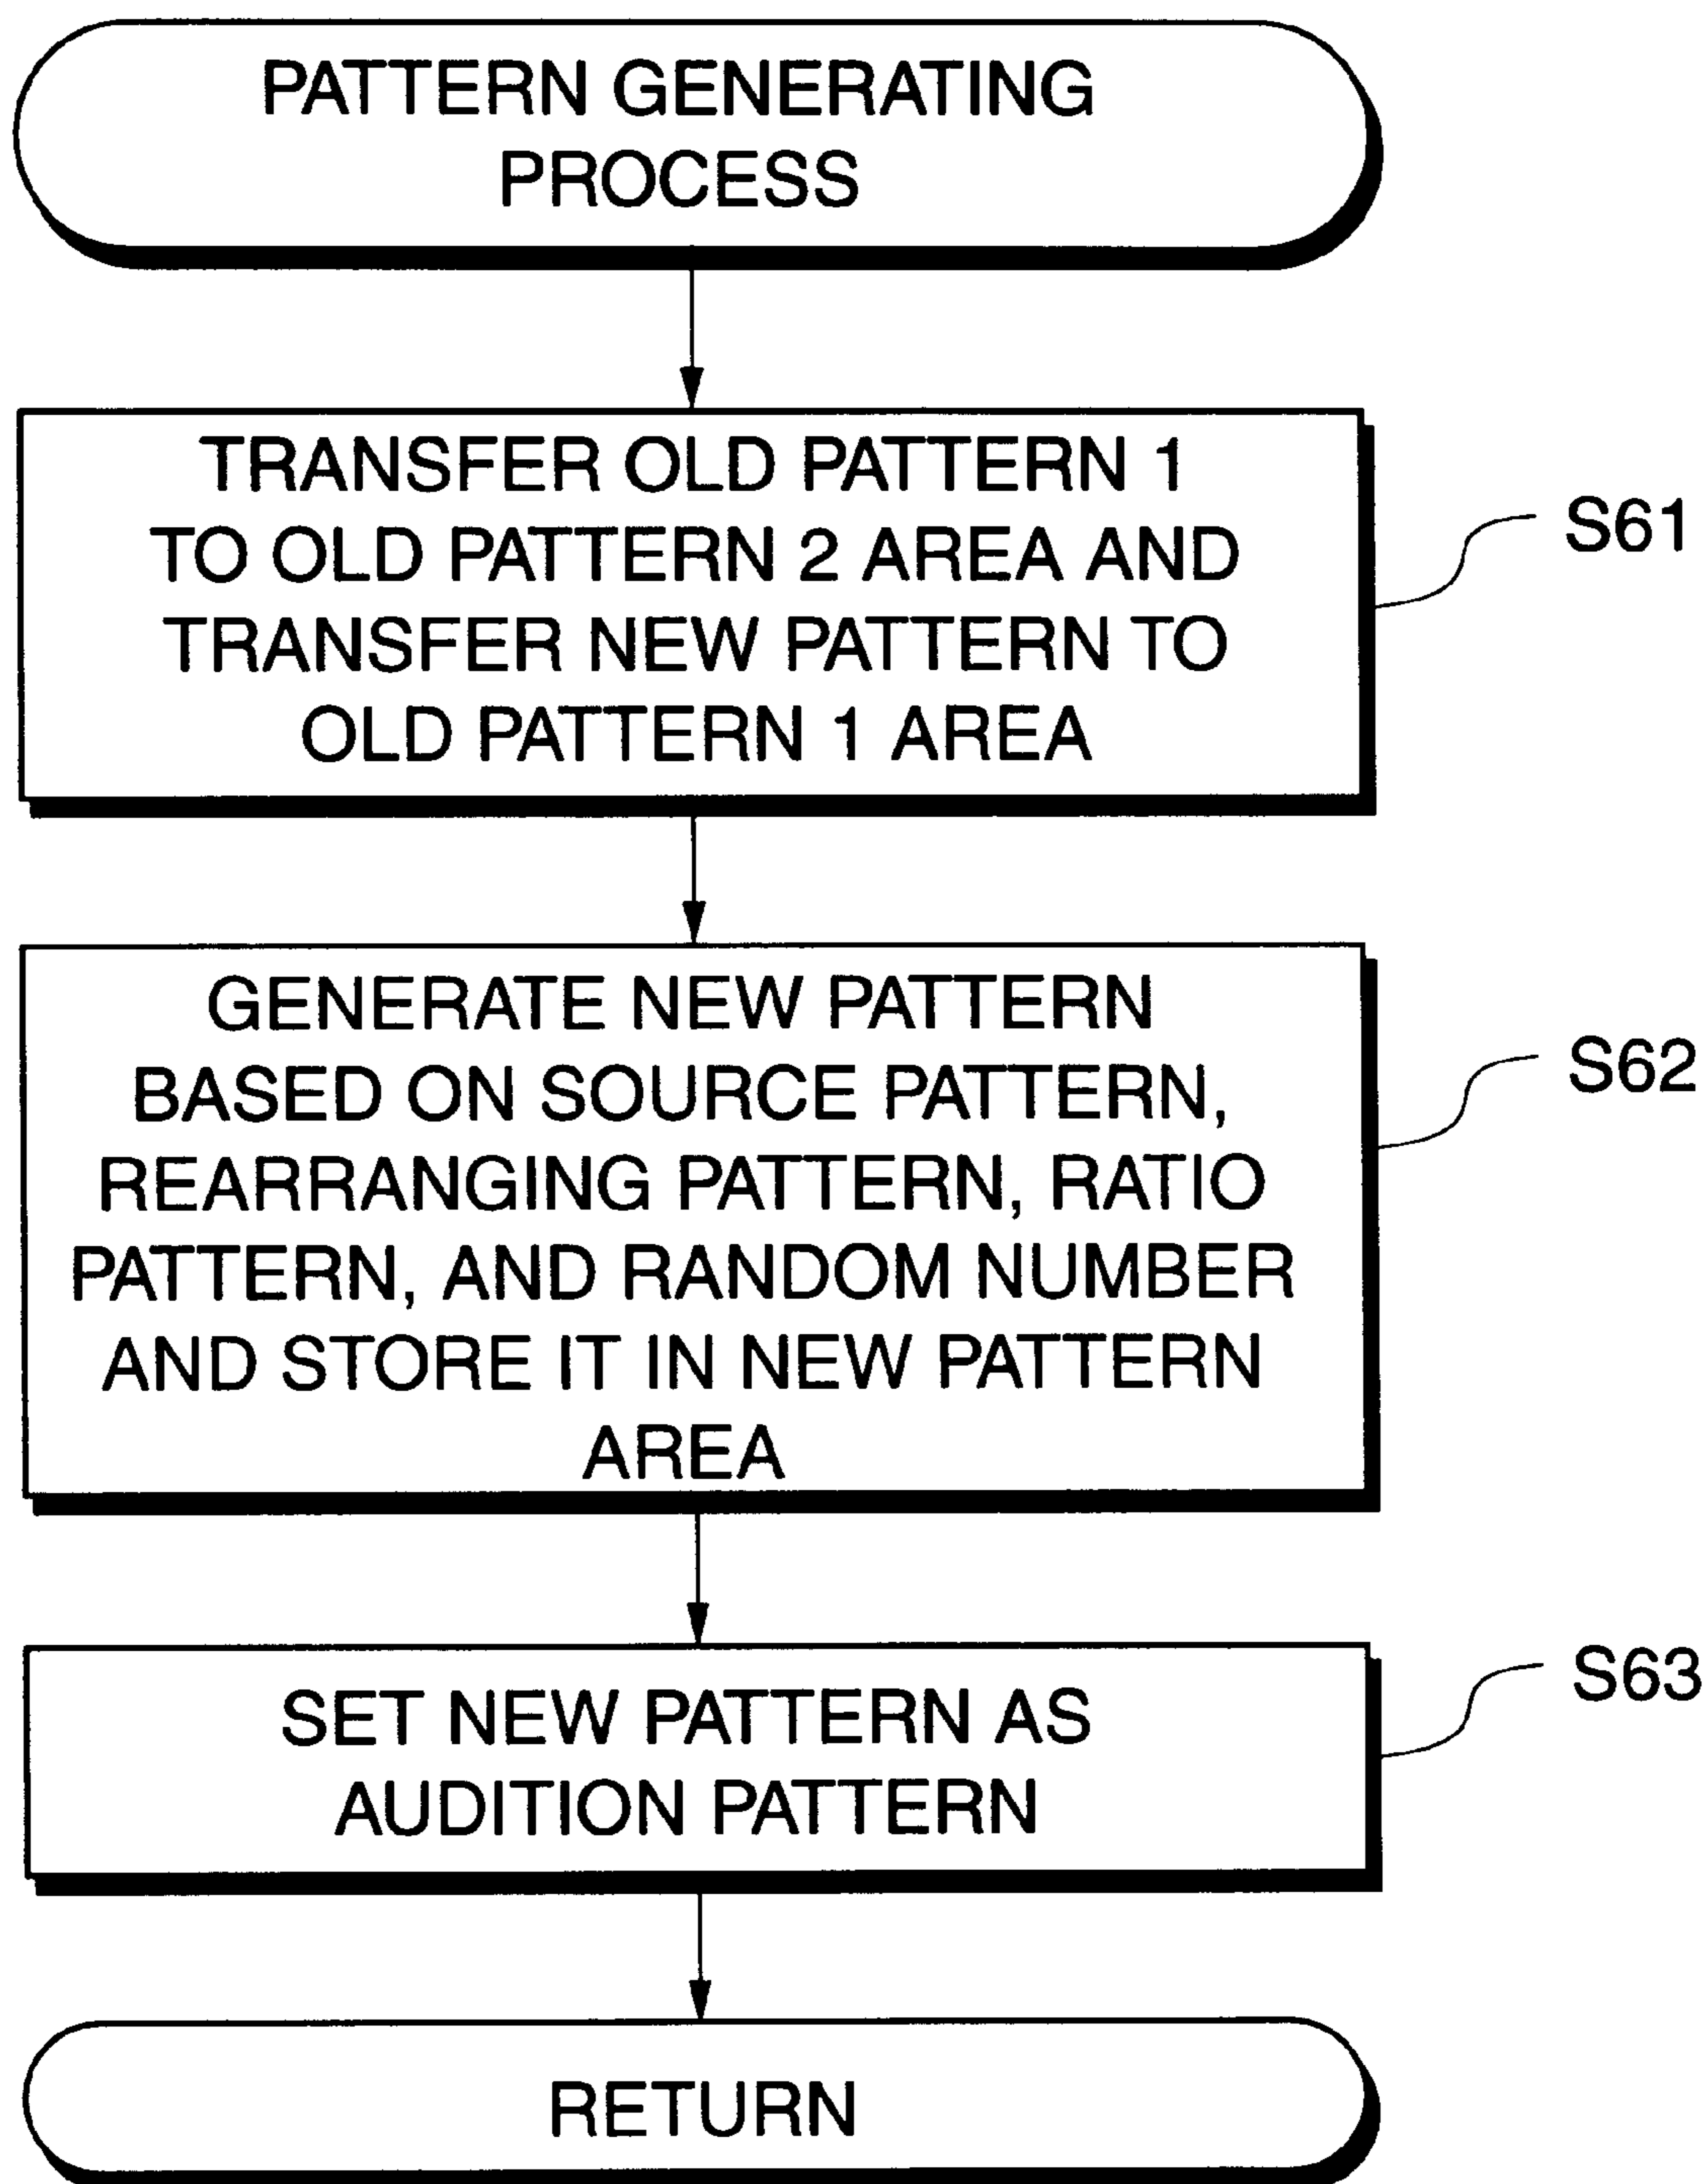 PATTERN GENERATING
PROCESS
TRANSFER OLD PATTERN 1
TO OLD PATTERN 2 AREA AND
TRANSFER NEW PATTERN TO
OLD PATTERN 1 AREA
S61
GENERATE NEW PATTERN
BASED ON SOURCE PATTERN,
REARRANGING PATTERN, RATIO
PATTERN, AND RANDOM NUMBER
AND STORE IT IN NEW PATTERN
AREA
S62
SET NEW PATTERN AS
AUDITION PATTERN
S63
RETURN